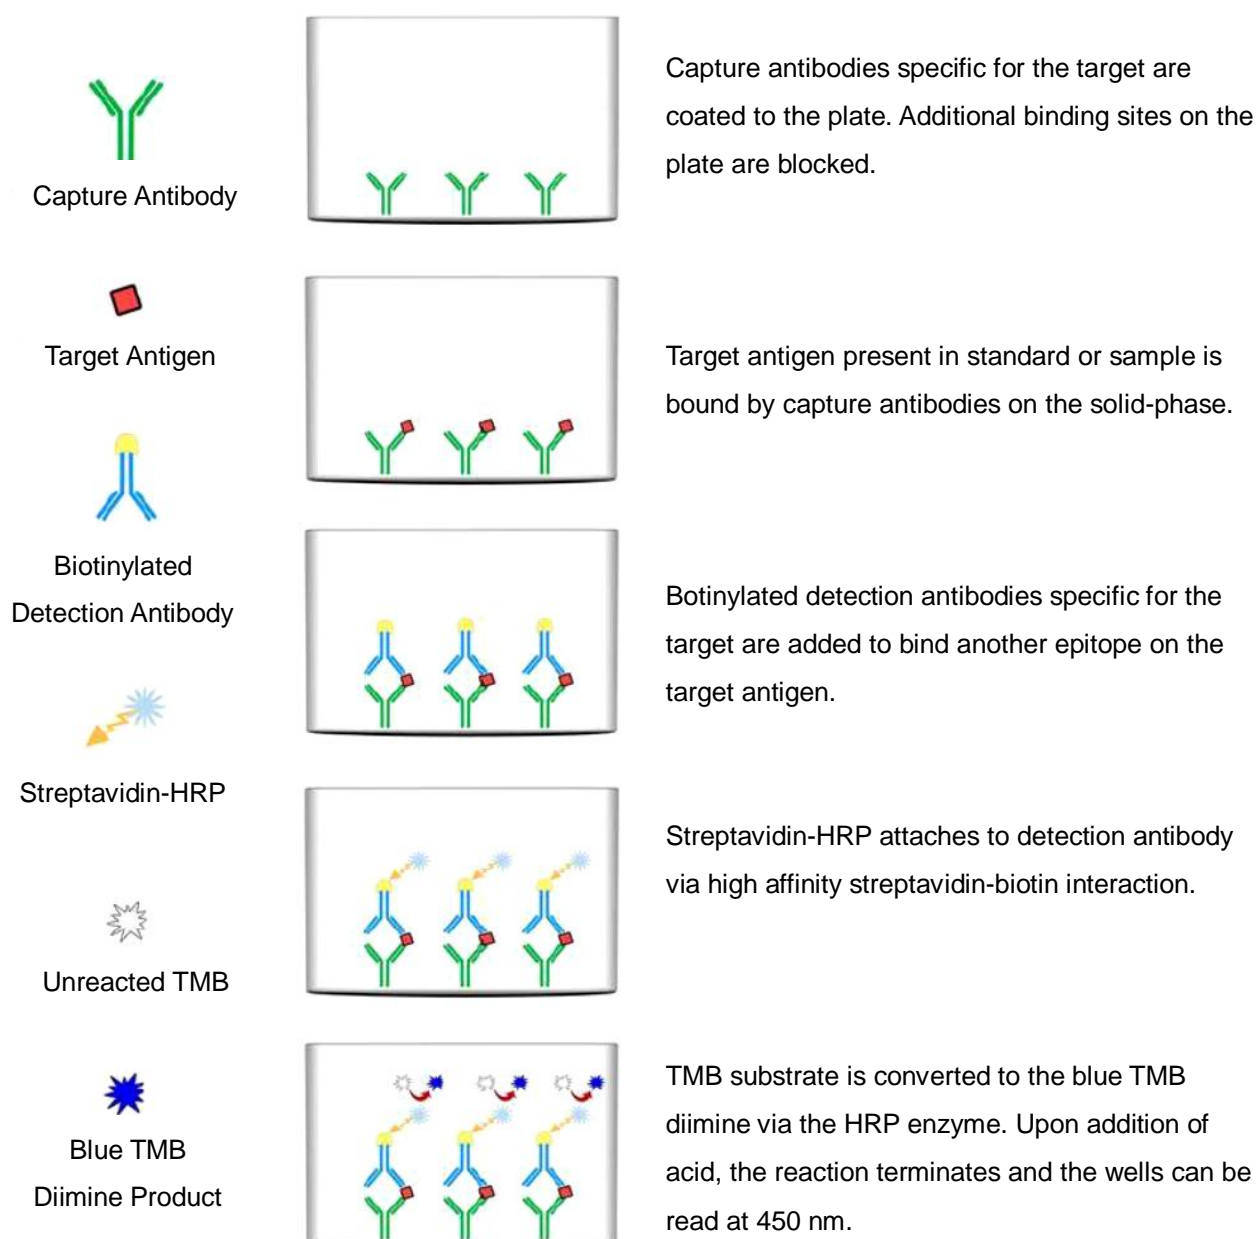 Capture Antibody
Capture antibodies specific for the target are
coated to the plate. Additional binding sites on the
plate are blocked.
Target Antigen
Target antigen present in standard or sample is
bound by capture antibodies on the solid-phase.
Biotinylated
Detection Antibody
Botinylated detection antibodies specific for the
target are added to bind another epitope on the
target antigen.
Streptavidin-HRP
Streptavidin-HRP attaches to detection antibody
via high affinity streptavidin-biotin interaction.
Unreacted TMB
Blue TMB
Diimine Product
TMB substrate is converted to the blue TMB
diimine via the HRP enzyme. Upon addition of
acid, the reaction terminates and the wells can be
read at 450 nm.